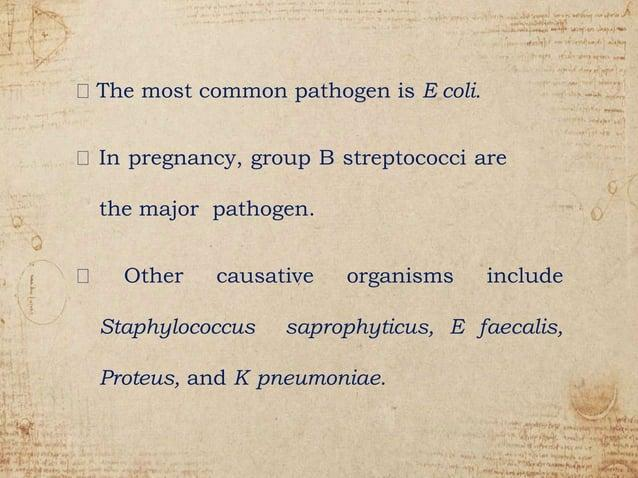 The most common pathogen is E coli.
In pregnancy, group B streptococci are
the major pathogen.
Other causative organisms include
Staphylococcus saprophyticus, E faecalis,
Proteus, and K pneumoniae.